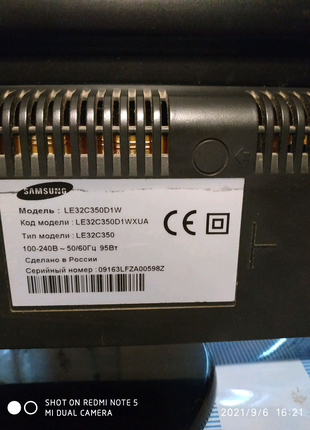 SAMSUNG
Модель : LE32C350D1W
Код модели : LE32C350D1WXUA
Тип модели : LE32C350
100-240В ~ 50/60Гц 95Вт
Сделано в России
Серийный номер : 09163LFZA00598Z
CE
SHOT ON REDMI NOTE 5
MI DUAL CAMERA
2021/9/6 16:21